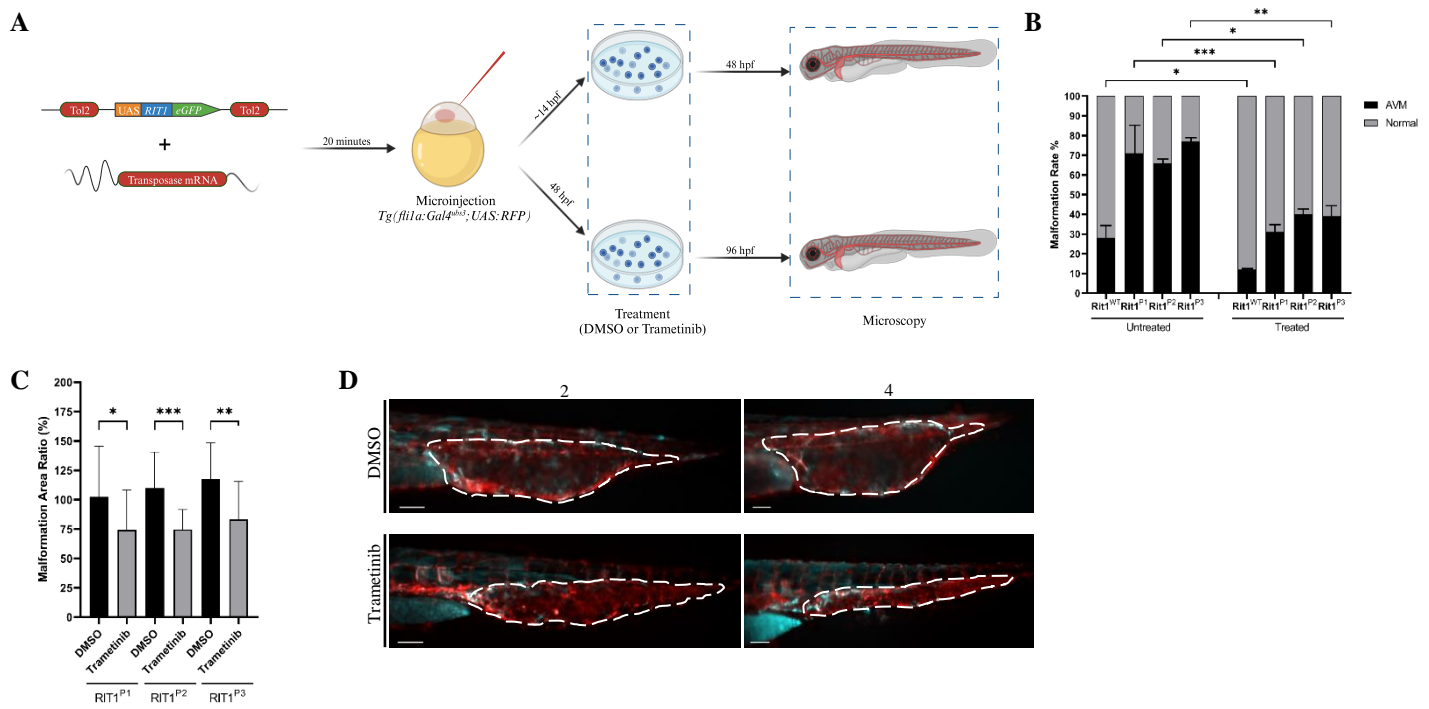 A
Tol2
UAS
RIT1
eGFP
Tol2
+
Transposase mRNA
20 minutes
Microinjection
Tg(fli1a:Gal4ubs3;UAS:RFP)
~14 hpf
48 hpf
Treatment
(DMSO or Trametinib)
48 hpf
96 hpf
Microscopy
B
**
*
***
*
AVM
Normal
Malformation Rate %
100
90
80
70
60
50
40
30
20
10
0
Rit1WT Rit1P1 Rit1P2 Rit1P3
Rit1WT Rit1P1 Rit1P2 Rit1P3
Untreated
Treated
C
Malformation Area Ratio (%)
200
175
150
125
100
75
50
25
0
* *** **
DMSO Trametinib DMSO Trametinib DMSO Trametinib
RIT1P1 RIT1P2 RIT1P3
D
2 4
DMSO
Trametinib